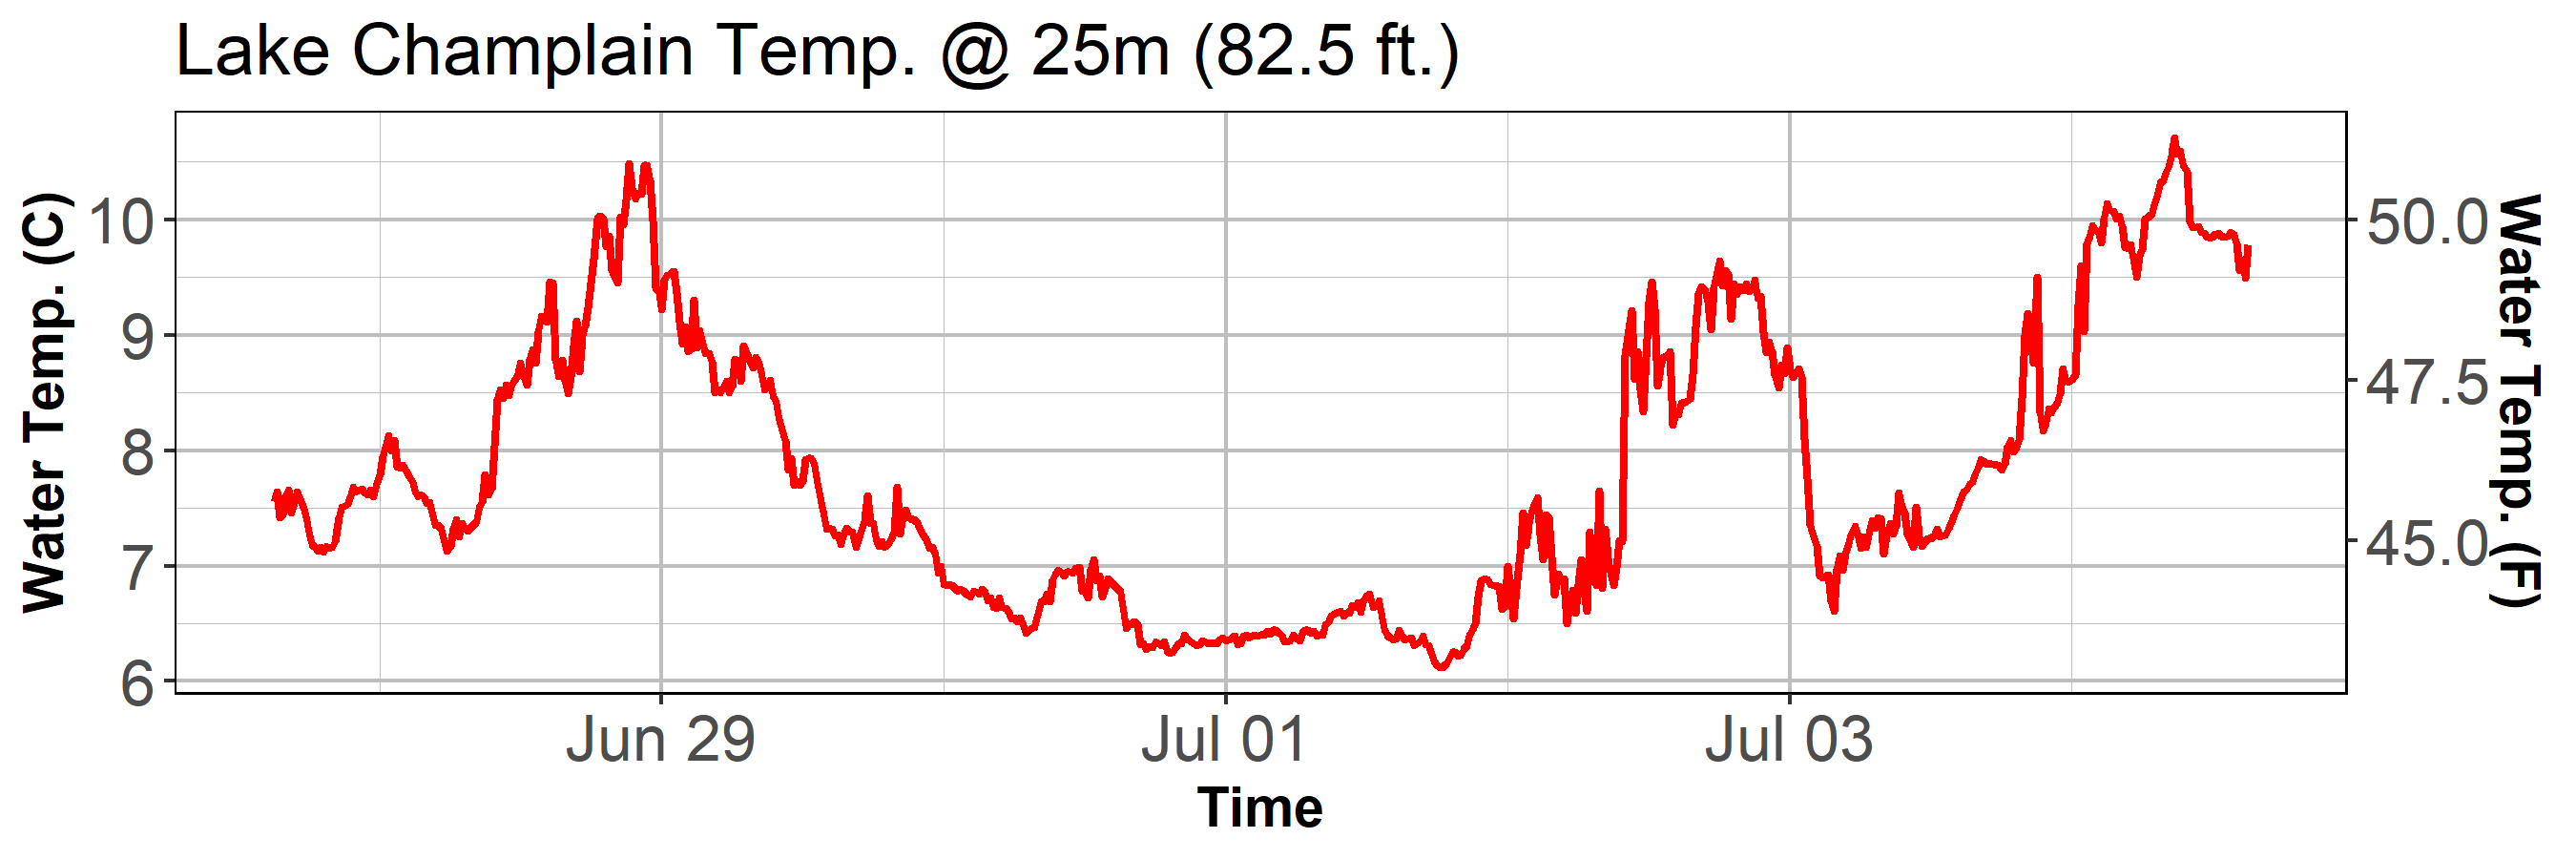 Lake Champlain Temp. @ 25m (82.5 ft.)
Water Temp. (C)
10
9
8
7
6
50.0
47.5
45.0
Water Temp. (F)
Jun 29
Jul 01
Jul 03
Time